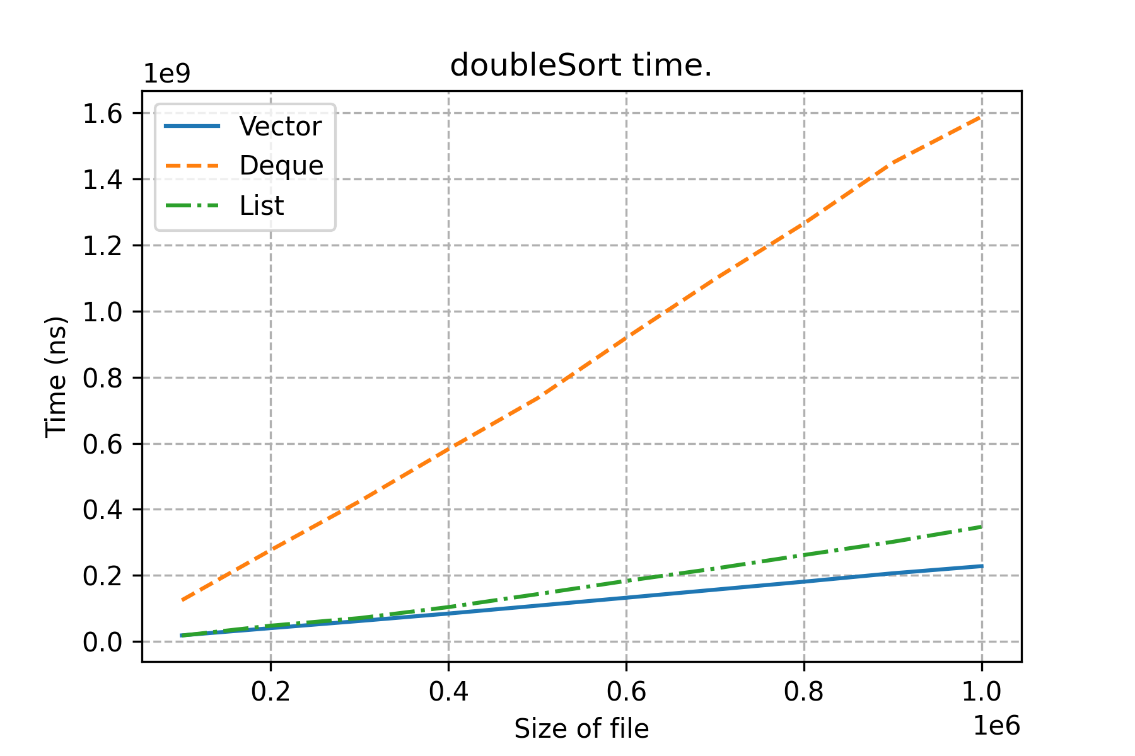 doubleSort time.
1e9
1.6
1.4
1.2
1.0
0.8
0.6
0.4
0.2
0.0
Time (ns)
Vector
Deque
List
0.2 0.4 0.6 0.8 1.0
Size of file
1e6